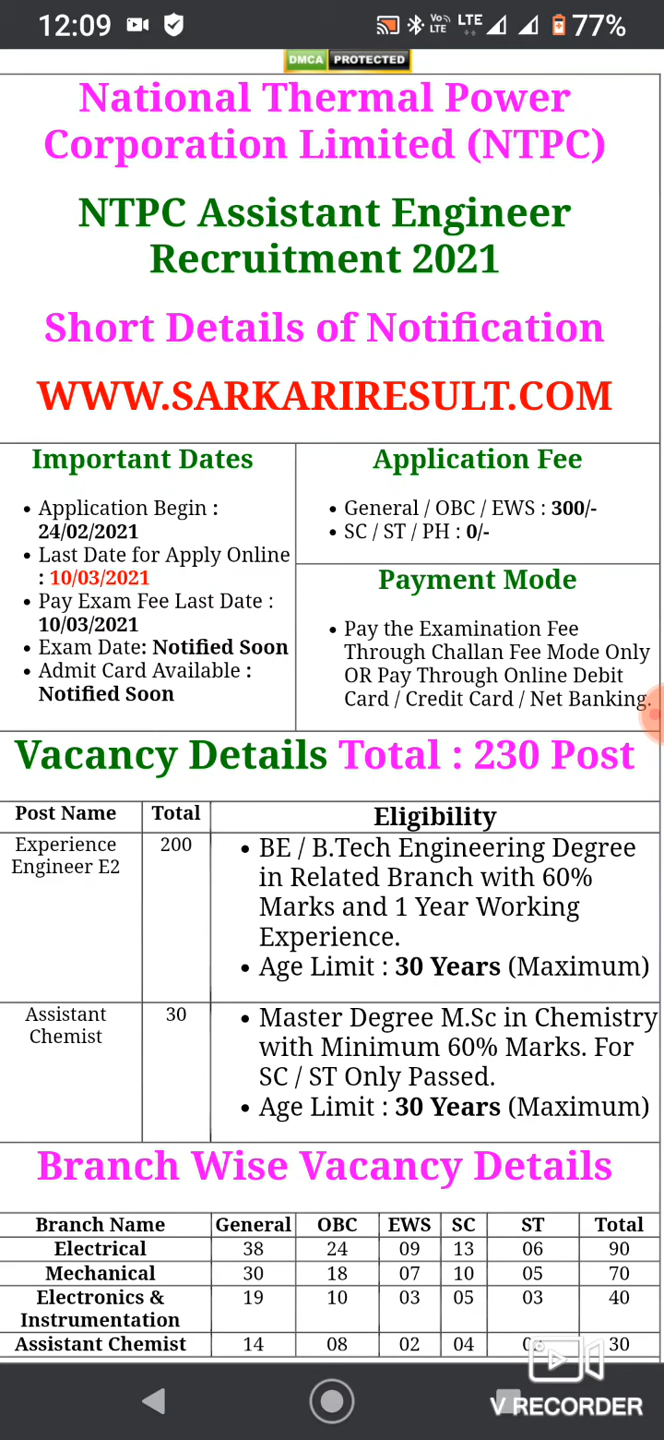 12:09 Vo LTE LTE 77%
DMCA PROTECTED
National Thermal Power
Corporation Limited (NTPC)
NTPC Assistant Engineer
Recruitment 2021
Short Details of Notification
WWW.SARKARIRESULT.COM
Important Dates
• Application Begin :
24/02/2021
• Last Date for Apply Online
: 10/03/2021
• Pay Exam Fee Last Date :
10/03/2021
• Exam Date: Notified Soon
• Admit Card Available :
Notified Soon
Application Fee
• General / OBC / EWS : 300/-
• SC / ST / PH : 0/-
Payment Mode
• Pay the Examination Fee
Through Challan Fee Mode Only
OR Pay Through Online Debit
Card / Credit Card / Net Banking.
Vacancy Details Total : 230 Post
Post Name Total Eligibility
Experience
Engineer E2
200
• BE / B.Tech Engineering Degree
in Related Branch with 60%
Marks and 1 Year Working
Experience.
• Age Limit : 30 Years (Maximum)
Assistant
Chemist
30
• Master Degree M.Sc in Chemistry
with Minimum 60% Marks. For
SC / ST Only Passed.
• Age Limit : 30 Years (Maximum)
Branch Wise Vacancy Details
Branch Name General OBC EWS SC ST Total
Electrical 38 24 09 13 06 90
Mechanical 30 18 07 10 05 70
Electronics &
Instrumentation
19 10 03 05 03 40
Assistant Chemist 14 08 02 04 30
V RECORDER